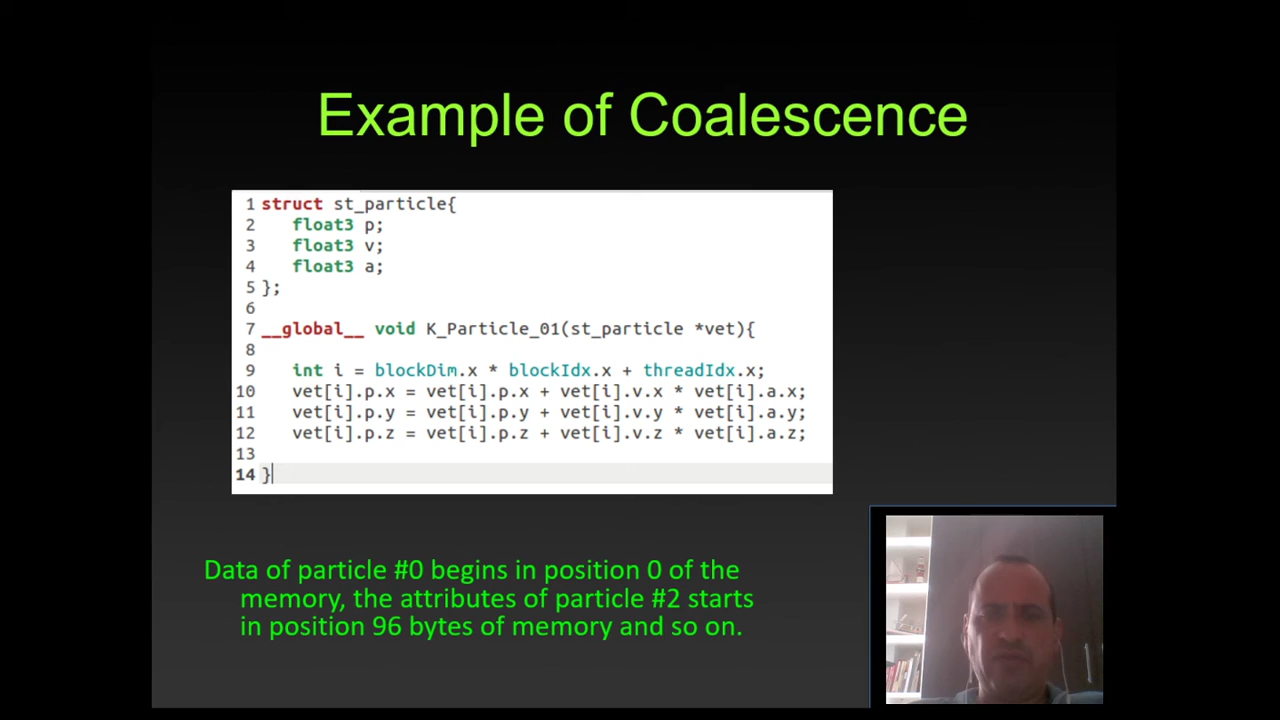 Example of Coalescence
1 struct st_particle{
2    float3 p;
3    float3 v;
4    float3 a;
5 };
6
7 __global__ void K_Particle_01(st_particle *vet){
8
9    int i = blockDim.x * blockIdx.x + threadIdx.x;
10    vet[i].p.x = vet[i].p.x + vet[i].v.x * vet[i].a.x;
11    vet[i].p.y = vet[i].p.y + vet[i].v.y * vet[i].a.y;
12    vet[i].p.z = vet[i].p.z + vet[i].v.z * vet[i].a.z;
13
14 }
Data of particle #0 begins in position 0 of the
memory, the attributes of particle #2 starts
in position 96 bytes of memory and so on.